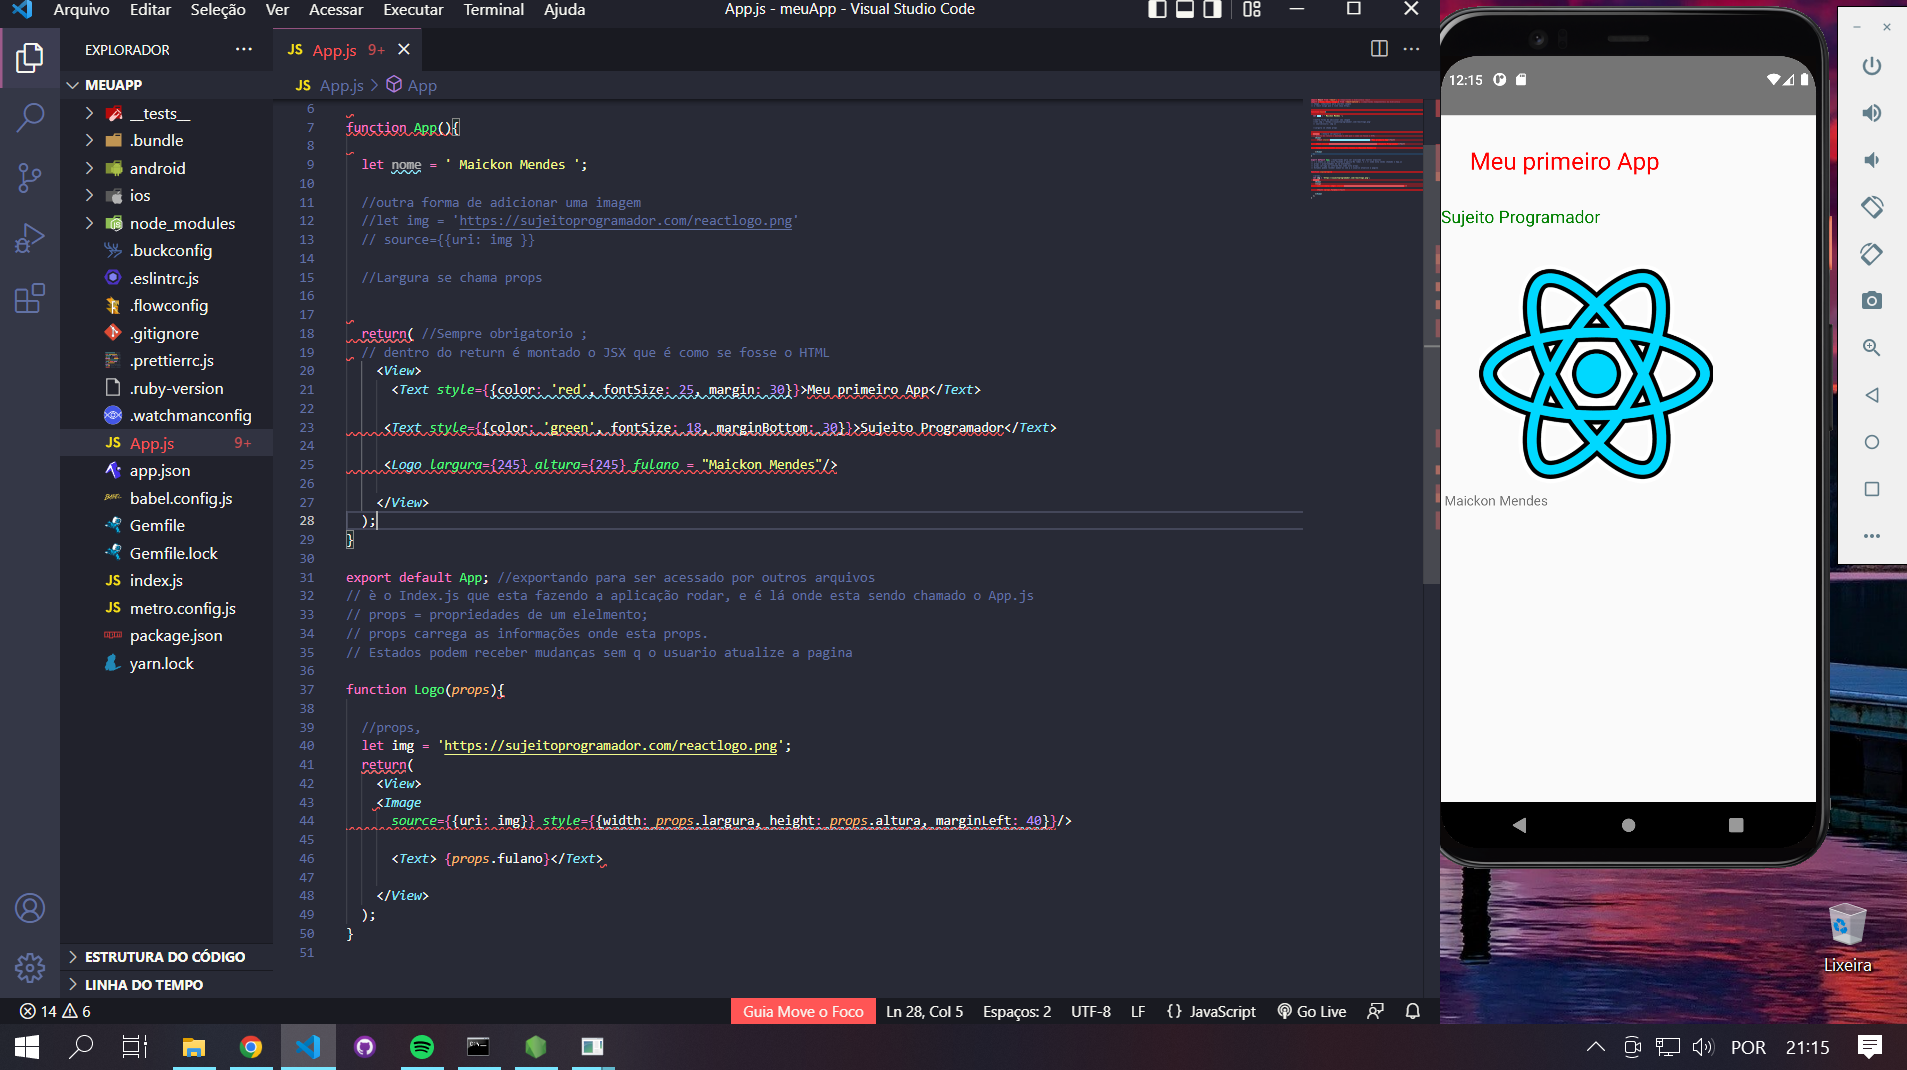 Arquivo Editar Seleção Ver Acessar Executar Terminal Ajuda
App.js - meuApp - Visual Studio Code
EXPLORADOR
MEUAPP
__tests__
.bundle
android
ios
node_modules
.buckconfig
.eslintrc.js
.flowconfig
.gitignore
.prettierrc.js
.ruby-version
.watchmanconfig
JS App.js 9+
app.json
babel.config.js
Gemfile
Gemfile.lock
JS index.js
JS metro.config.js
package.json
yarn.lock
ESTRUTURA DO CÓDIGO
LINHA DO TEMPO
JS App.js 9+
JS App.js > App
6
7 function App(){
8
9 let nome = ' Maickon Mendes ';
10
11 //outra forma de adicionar uma imagem
12 //let img = 'https://sujeitoprogramador.com/reactlogo.png'
13 // source={{uri: img }}
14
15 //Largura se chama props
16
17
18 return( //Sempre obrigatorio ;
19 // dentro do return é montado o JSX que é como se fosse o HTML
20 <View>
21 <Text style={{color: 'red', fontSize: 25, margin: 30}}>Meu primeiro App</Text>
22
23 <Text style={{color: 'green', fontSize: 18, marginBottom: 30}}>Sujeito Programador</Text>
24
25 <Logo largura={245} altura={245} fulano = "Maickon Mendes"/>
26
27 </View>
28 );
29 }
30
31 export default App; //exportando para ser acessado por outros arquivos
32 // è o Index.js que esta fazendo a aplicação rodar, e é lá onde esta sendo chamado o App.js
33 // props = propriedades de um elelmento;
34 // props carrega as informações onde esta props.
35 // Estados podem receber mudanças sem q o usuario atualize a pagina
36
37 function Logo(props){
38
39 //props,
40 let img = 'https://sujeitoprogramador.com/reactlogo.png';
41 return(
42 <View>
43 <Image
44 source={{uri: img}} style={{width: props.largura, height: props.altura, marginLeft: 40}}/>
45
46 <Text> {props.fulano}</Text>
47
48 </View>
49 );
50 }
51
12:15
Meu primeiro App
Sujeito Programador
Maickon Mendes
Lixeira
14 6
Guia Move o Foco Ln 28, Col 5 Espaços: 2 UTF-8 LF {} JavaScript Go Live
POR 21:15